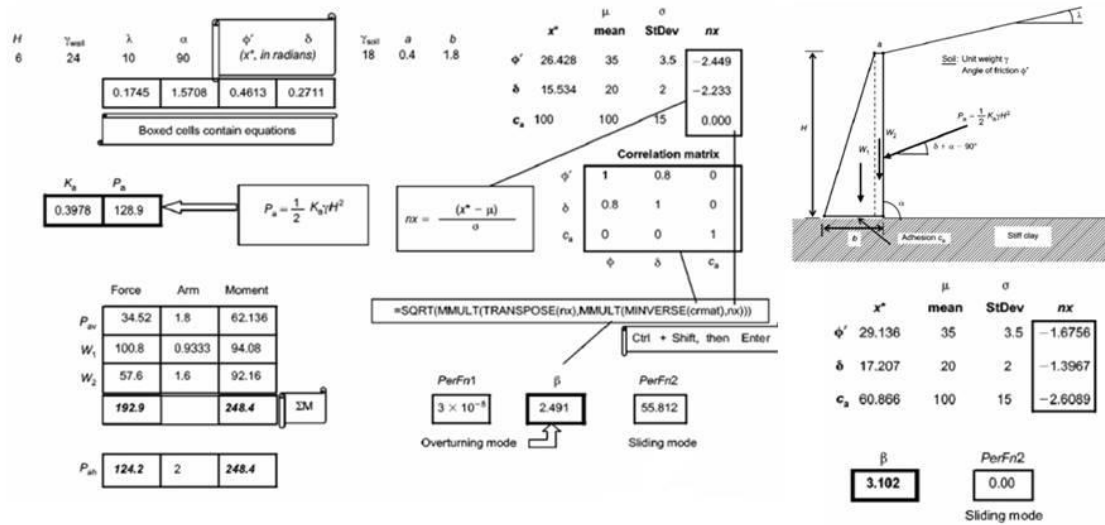 H γwall λ α φ′ δ γsoil a b
(x*, in radians)
6 24 10 90 18 0.4 1.8
0.1745 1.5708 0.4613 0.2711
Boxed cells contain equations
μ σ
x* mean StDev nx
φ′ 26.428 35 3.5 −2.449
δ 15.534 20 2 −2.233
ca 100 100 15 0.000
Correlation matrix
φ′ 1 0.8 0
δ 0.8 1 0
ca 0 0 1
φ δ ca
Ka Pa
0.3978 128.9
Pa = 1/2 KaγH²
nx = (x* − μ) / σ
=SQRT(MMULT(TRANSPOSE(nx),MMULT(MINVERSE(crmat),nx)))
Ctrl + Shift, then Enter
Force Arm Moment
Pav 34.52 1.8 62.136
W1 100.8 0.9333 94.08
W2 57.6 1.6 92.16
192.9 248.4 ΣM
Pah 124.2 2 248.4
PerFn1 β PerFn2
3 × 10⁻⁸ 2.491 55.812
Overturning mode Sliding mode
λ
a
Soil: Unit weight γ
Angle of friction φ′
H
Pa = 1/2 KaγH²
W1 W2
δ + α − 90°
α
b
Adhesion ca
Stiff clay
μ σ
x* mean StDev nx
φ′ 29.136 35 3.5 −1.6756
δ 17.207 20 2 −1.3967
ca 60.866 100 15 −2.6089
β PerFn2
3.102 0.00
Sliding mode